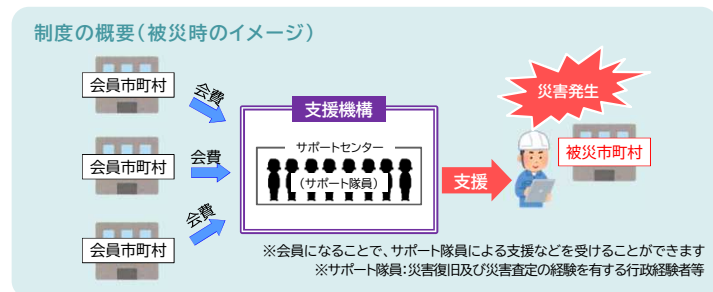 制度の概要(被災時のイメージ)
会員市町村
会費
会員市町村
会費
会員市町村
会費
支援機構
サポートセンター
(サポート隊員)
支援
災害発生
被災市町村
※会員になることで、サポート隊員による支援などを受けることができます
※サポート隊員:災害復旧及び災害査定の経験を有する行政経験者等